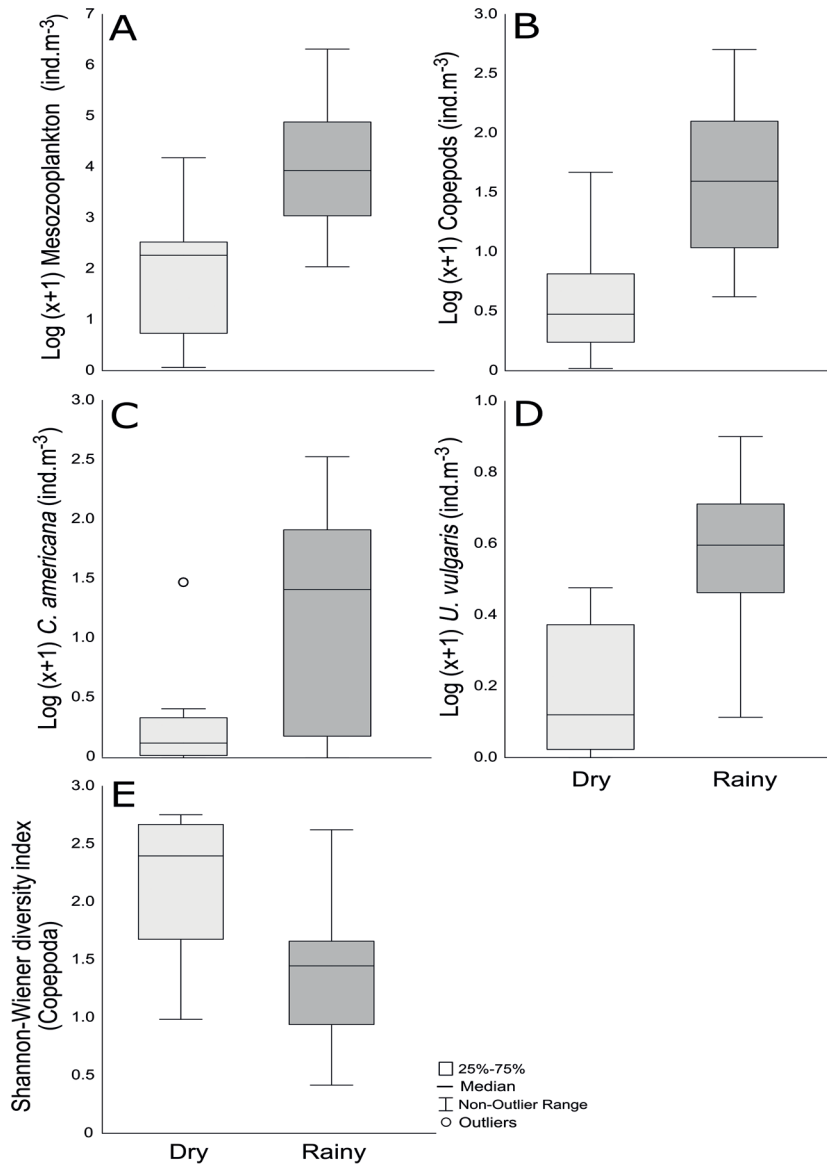 A
Log (x+1) Mesozooplankton (ind.m-3)
7
6
5
4
3
2
1
0
B
Log (x+1) Copepods (ind.m-3)
3.0
2.5
2.0
1.5
1.0
0.5
0
C
Log (x+1) C. americana (ind.m-3)
3.0
2.5
2.0
1.5
1.0
0.5
0
D
Log (x+1) U. vulgaris (ind.m-3)
1.0
0.8
0.6
0.4
0.2
0.0
Dry Rainy
E
Shannon-Wiener diversity index
(Copepoda)
3.0
2.5
2.0
1.5
1.0
0.5
0
Dry Rainy
25%-75%
Median
Non-Outlier Range
Outliers